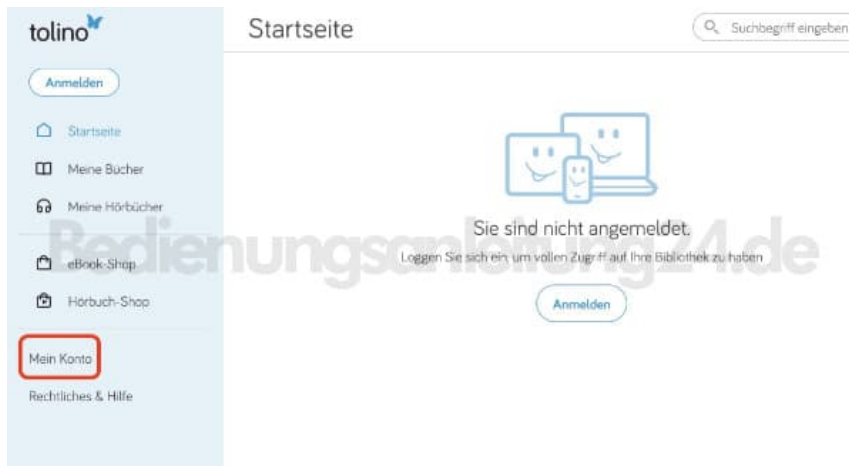 tolino
Startseite
Suchbegriff eingeben
Anmelden
Startseite
Meine Bücher
Meine Hörbücher
eBook-Shop
Hörbuch-Shop
Mein Konto
Rechtliches & Hilfe
Sie sind nicht angemeldet.
Loggen Sie sich ein, um vollen Zugriff auf Ihre Bibliothek zu haben
Anmelden
Bedienungsanleitung24.de